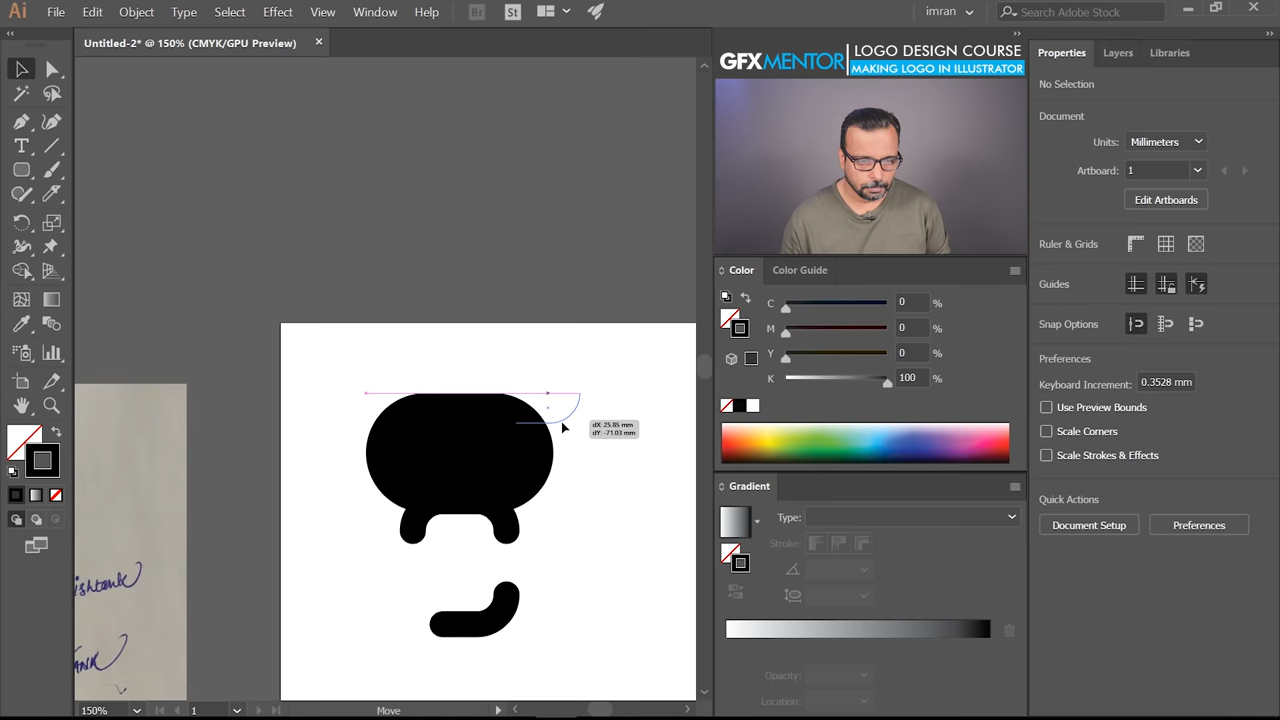 Ai File Edit Object Type Select Effect View Window Help Br St imran Search Adobe Stock
Untitled-2* @ 150% (CMYK/GPU Preview)
GFXMENTOR
LOGO DESIGN COURSE
MAKING LOGO IN ILLUSTRATOR
Properties Layers Libraries
No Selection
Document
Units: Millimeters
Artboard: 1
Edit Artboards
Ruler & Grids
Guides
Snap Options
Preferences
Keyboard Increment: 0.3528 mm
Use Preview Bounds
Scale Corners
Scale Strokes & Effects
Quick Actions
Document Setup Preferences
Color Color Guide
C 0 %
M 0 %
Y 0 %
K 100 %
Gradient
Type:
Stroke:
Opacity:
Location:
dX: 25.85 mm
dY: -71.03 mm
ishtank
ANK
150% 1 Move